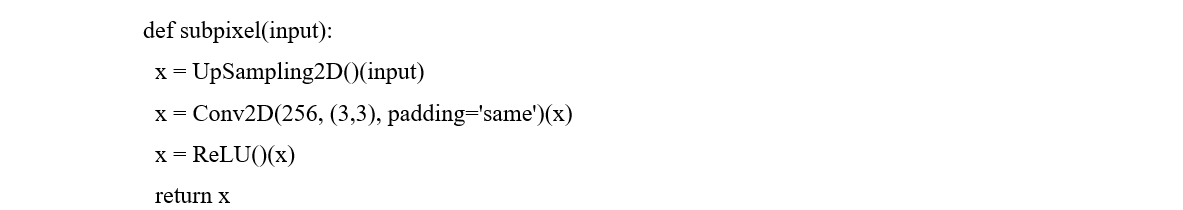 def subpixel(input):
x = UpSampling2D()(input)
x = Conv2D(256, (3,3), padding='same')(x)
x = ReLU()(x)
return x